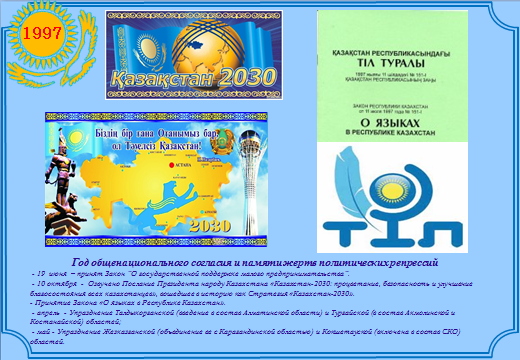 1997
Қазақстан 2030
ҚАЗАҚСТАН РЕСПУБЛИКАСЫНДАҒЫ
ТІЛ ТУРАЛЫ
1997 жылғы 11 шілдедегі № 151-I
ҚАЗАҚСТАН РЕСПУБЛИКАСЫНЫҢ ЗАҢЫ
ЗАКОН РЕСПУБЛИКИ КАЗАХСТАН
от 11 июля 1997 года № 151-I
О ЯЗЫКАХ
В РЕСПУБЛИКЕ КАЗАХСТАН
Біздің бір ғана Отанымыз бар,
ол Тәуелсіз Қазақстан!
АСТАНА
2030
ТІЛ
Год общенационального согласия и памяти жертв политических репрессий
- 19 июня – принят Закон "О государственной поддержке малого предпринимательства".
- 10 октября - Озвучено Послание Президента народу Казахстана «Казахстан-2030: процветание, безопасность и улучшение
благосостояния всех казахстанцев», вошедшее в историю как Стратегия «Казахстан-2030».
- Принятие Закона «О языках в Республике Казахстан».
- апрель - Упразднение Талдыкорганской (введение в состав Алматинской области) и Тургайской (в состав Акмолинской и
Костанайской) областей;
- май - Упразднение Жезказганской (объединена ее с Карагандинской областью) и Кокшетауской (включена в состав СКО)
областей.